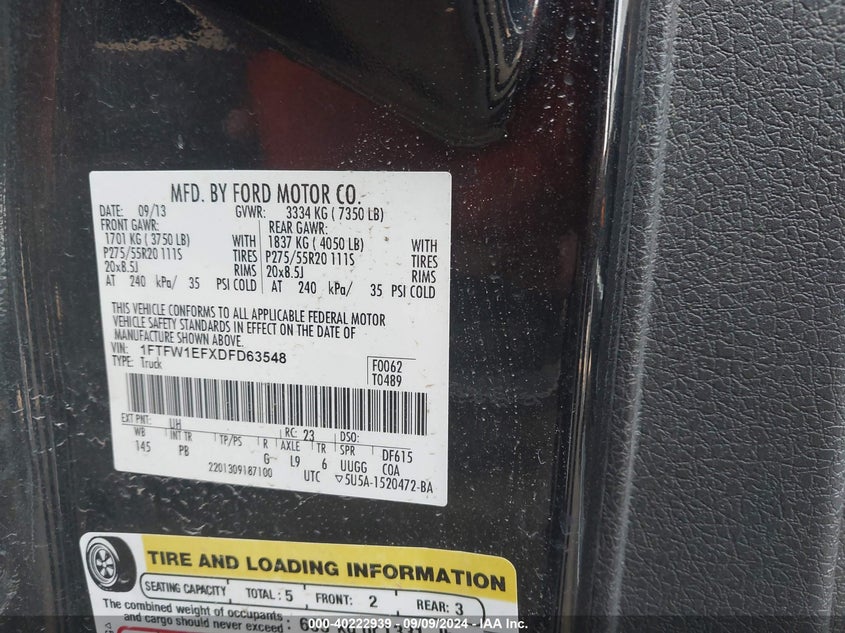 MFD. BY FORD MOTOR CO.
DATE: 09/13 GVWR: 3334 KG ( 7350 LB)
FRONT GAWR: REAR GAWR:
1701 KG ( 3750 LB) WITH 1837 KG ( 4050 LB) WITH
P275/55R20 111S TIRES P275/55R20 111S TIRES
20x8.5J RIMS 20x8.5J RIMS
AT 240 kPa/ 35 PSI COLD AT 240 kPa/ 35 PSI COLD
THIS VEHICLE CONFORMS TO ALL APPLICABLE FEDERAL MOTOR
VEHICLE SAFETY STANDARDS IN EFFECT ON THE DATE OF
MANUFACTURE SHOWN ABOVE.
VIN: 1FTFW1EFXDFD63548 F0062
TYPE: Truck T0489
EXT PNT: UH RC: 23 DSO:
WB INT TR TP/PS R AXLE TR SPR DF615
145 PB G L9 6 UUGG COA
2201309187100 UTC ▽5U5A-1520472-BA
TIRE AND LOADING INFORMATION
SEATING CAPACITY TOTAL : 5 FRONT: 2 REAR: 3
The combined weight of occupants
and cargo should never exceed :
000-40222939 - 09/09/2024 - IAA Inc.